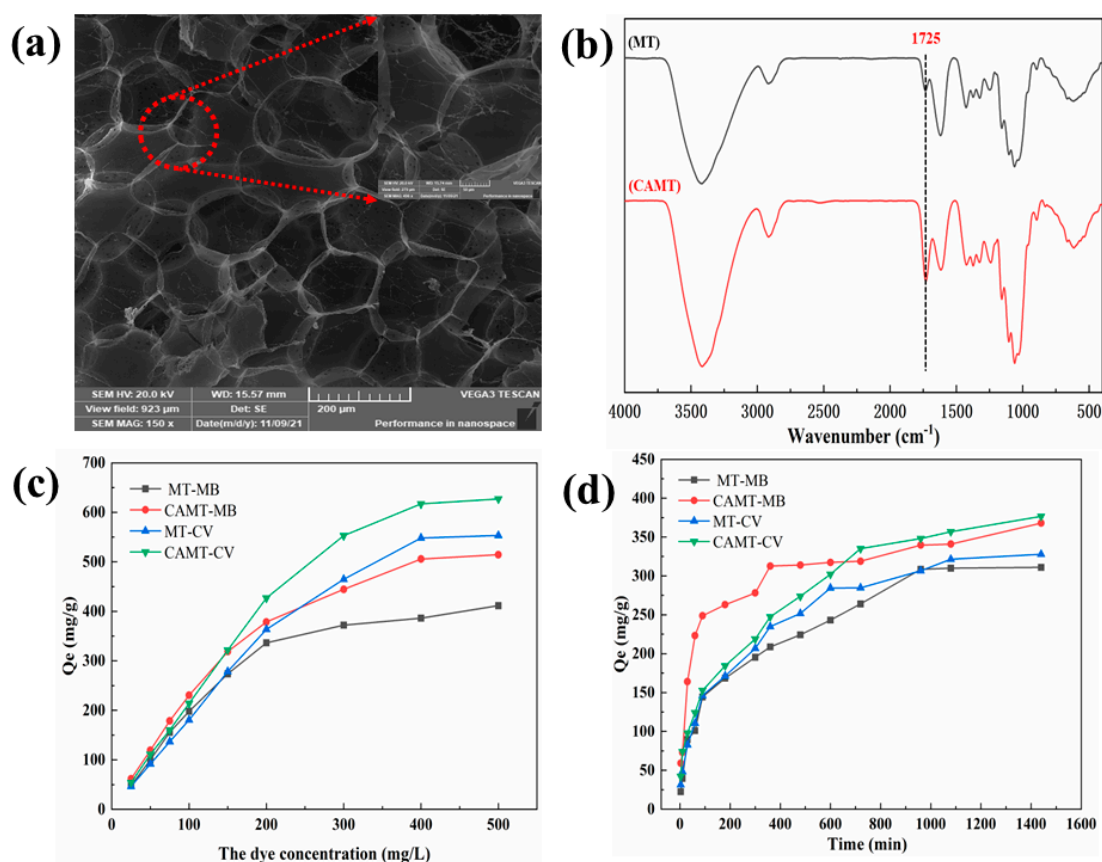 (a)
SEM HV: 20.0 kV
WD: 15.57 mm
VEGA3 TESCAN
View field: 923 µm
Det: SE
200 µm
SEM MAG: 150 x
Date(m/d/y): 11/09/21
Performance in nanospace
(b)
1725
(MT)
(CAMT)
4000 3500 3000 2500 2000 1500 1000 500
Wavenumber (cm⁻¹)
(c)
700
600
500
400
300
200
100
0
Qe (mg/g)
MT-MB
CAMT-MB
MT-CV
CAMT-CV
0 100 200 300 400 500
The dye concentration (mg/L)
(d)
450
400
350
300
250
200
150
100
50
0
Qe (mg/g)
MT-MB
CAMT-MB
MT-CV
CAMT-CV
0 200 400 600 800 1000 1200 1400 1600
Time (min)